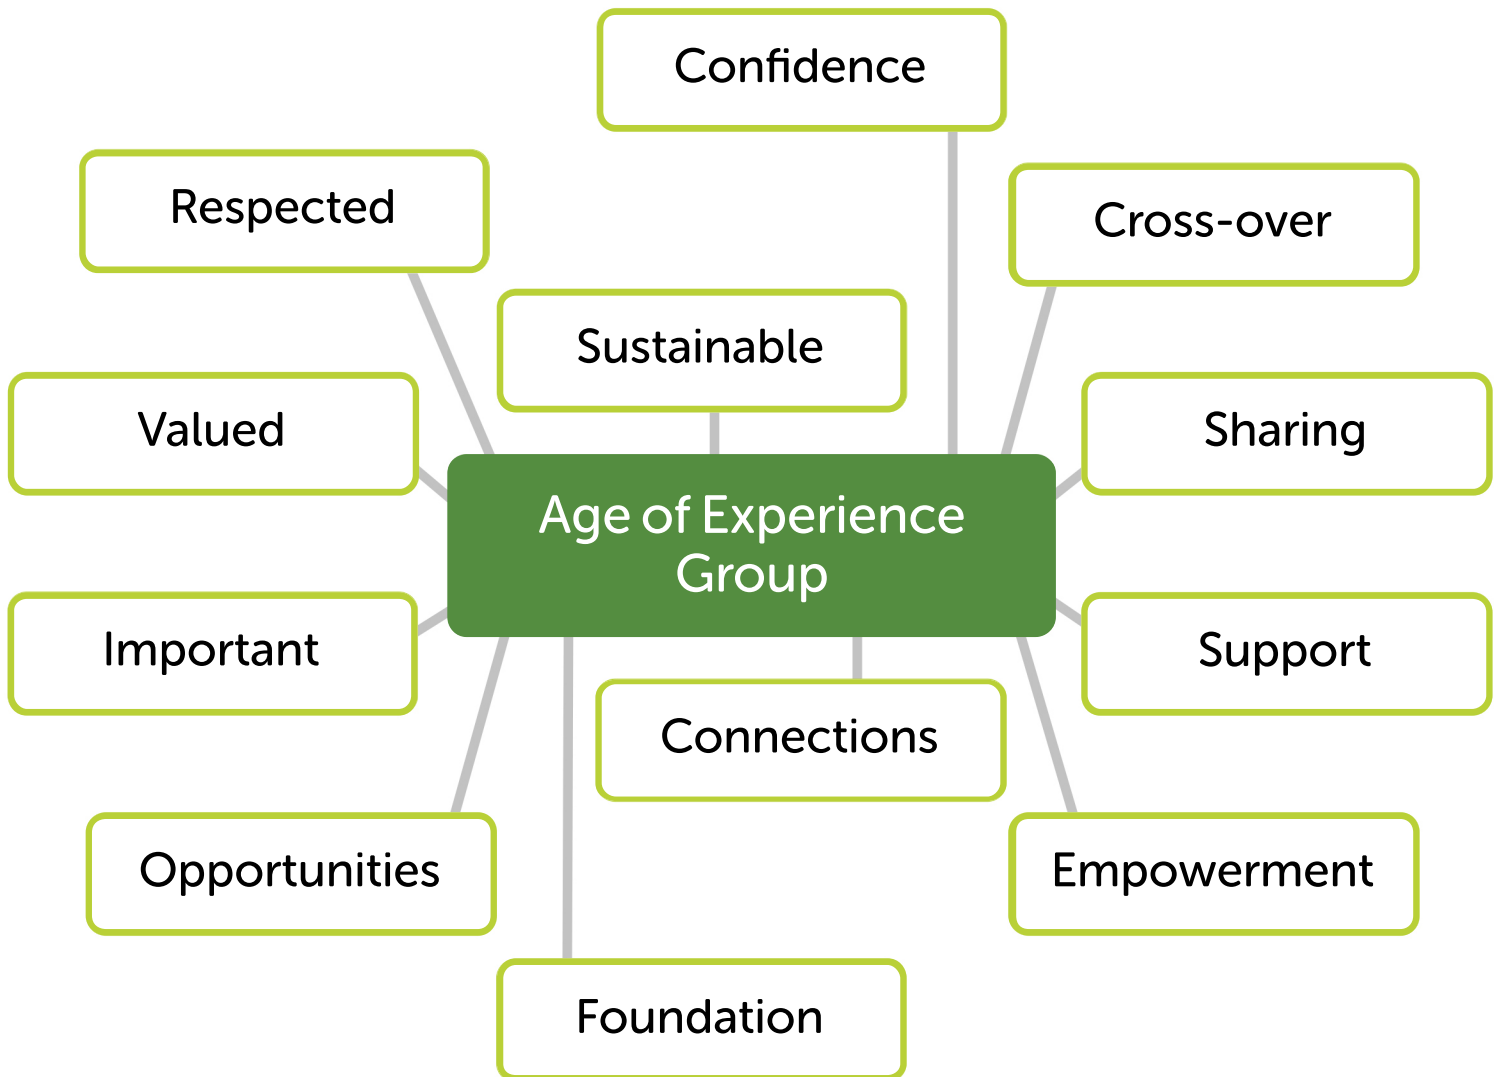 Confidence
Respected
Cross-over
Sustainable
Valued
Sharing
Age of Experience
Group
Important
Support
Connections
Opportunities
Empowerment
Foundation